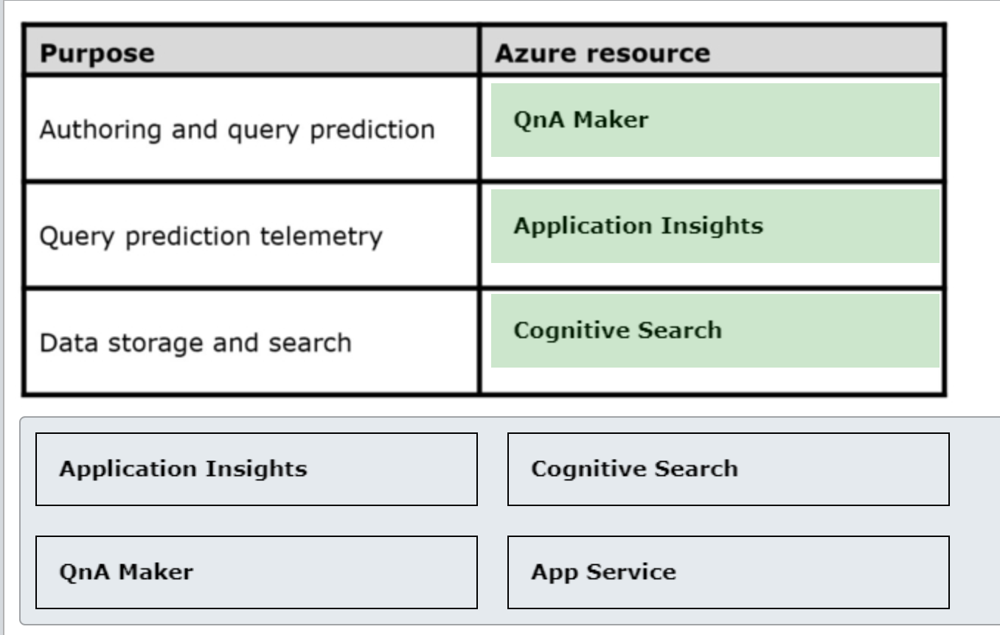 Purpose Azure resource
Authoring and query prediction QnA Maker
Query prediction telemetry Application Insights
Data storage and search Cognitive Search
Application Insights Cognitive Search
QnA Maker App Service